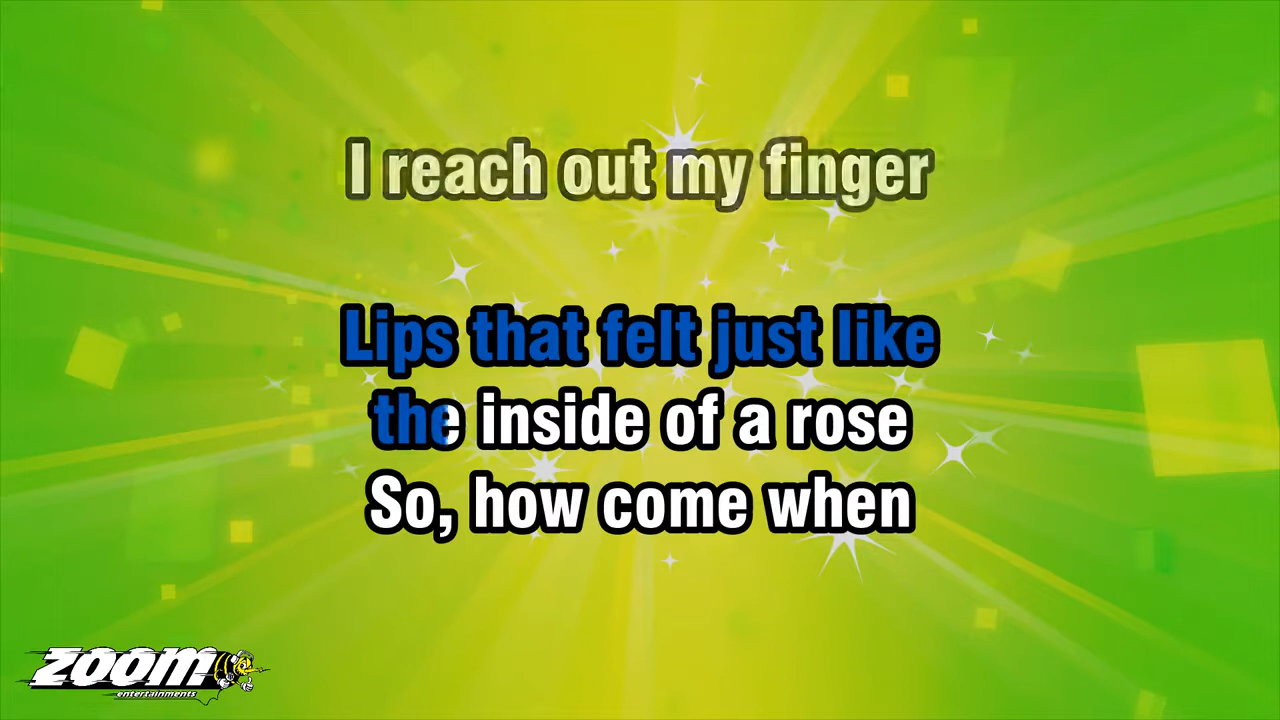 I reach out my finger
Lips that felt just like
the inside of a rose
So, how come when
zoom
entertainments